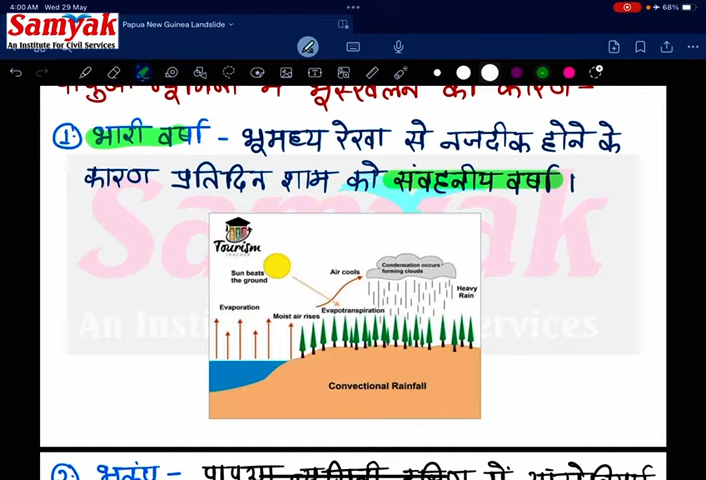 4:00 AM Wed 29 May
68%
Samyak
An Institute For Civil Services
Papua New Guinea Landslide
का कारण -
① भारी वर्षा - भूमध्य रेखा से नजदीक होने के
कारण प्रतिदिन शाम को संवहनीय वर्षा ।
Tourism
TEACHER
Sun beats
the ground
Air cools
Condensation occurs
forming clouds
Heavy
Rain
Evaporation
Moist air rises
Evapotranspiration
Convectional Rainfall
② भूकंप -